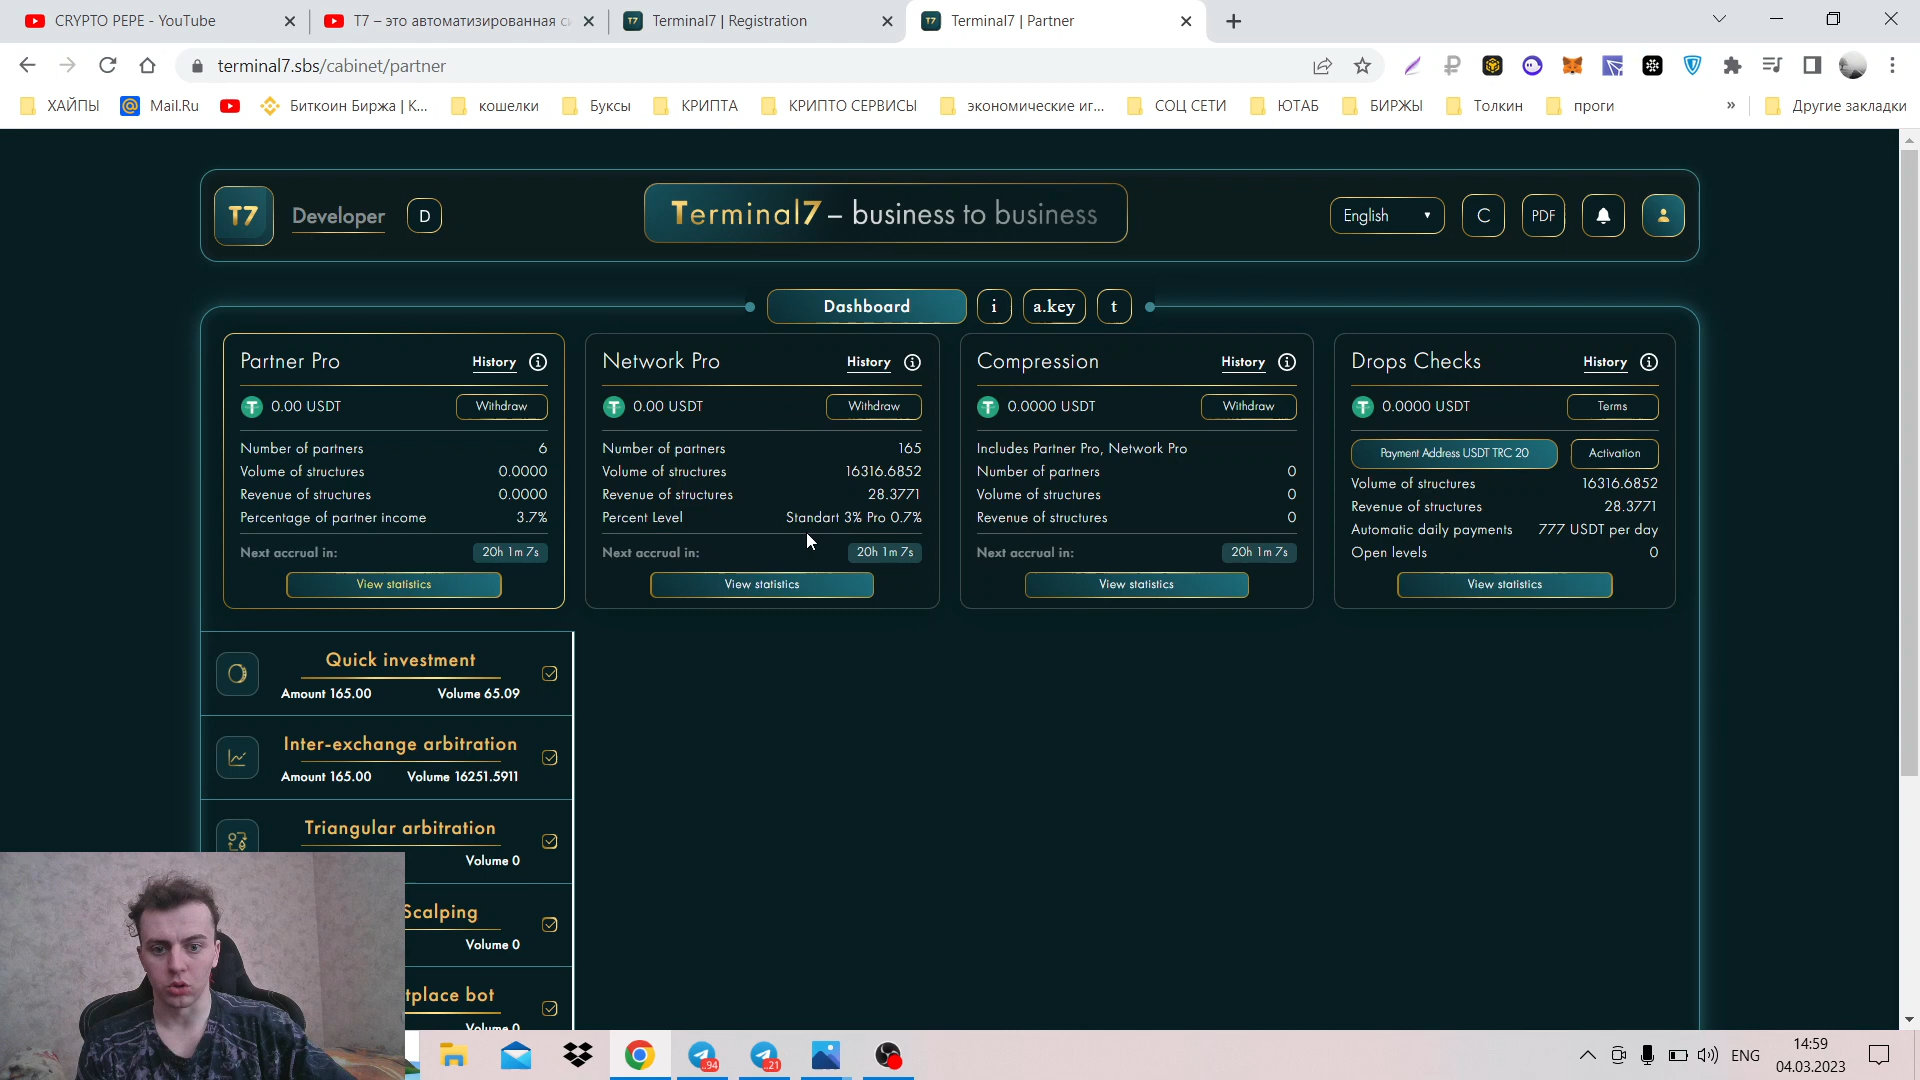 CRYPTO PEPE - YouTube
T7 – это автоматизированная с
Terminal7 | Registration
Terminal7 | Partner
terminal7.sbs/cabinet/partner
ХАЙПЫ
Mail.Ru
Биткоин Биржа | K...
кошелки
Буксы
КРИПТА
КРИПТО СЕРВИСЫ
экономические иг...
СОЦ СЕТИ
ЮТАБ
БИРЖЫ
Толкин
проги
»
Другие закладки
T7
Developer
D
Terminal7 – business to business
English
C
PDF
Dashboard
i
a.key
t
Partner Pro
History
0.00 USDT
Withdraw
Number of partners 6
Volume of structures 0.0000
Revenue of structures 0.0000
Percentage of partner income 3.7%
Next accrual in: 20h 1m 7s
View statistics
Network Pro
History
0.00 USDT
Withdraw
Number of partners 165
Volume of structures 16316.6852
Revenue of structures 28.3771
Percent Level Standart 3% Pro 0.7%
Next accrual in: 20h 1m 7s
View statistics
Compression
History
0.0000 USDT
Withdraw
Includes Partner Pro, Network Pro
Number of partners 0
Volume of structures 0
Revenue of structures 0
Next accrual in: 20h 1m 7s
View statistics
Drops Checks
History
0.0000 USDT
Terms
Payment Address USDT TRC 20
Activation
Volume of structures 16316.6852
Revenue of structures 28.3771
Automatic daily payments 777 USDT per day
Open levels 0
View statistics
Quick investment
Amount 165.00 Volume 65.09
Inter-exchange arbitration
Amount 165.00 Volume 16251.5911
Triangular arbitration
Volume 0
Scalping
Volume 0
tplace bot
Volume 0
94
21
ENG
14:59
04.03.2023